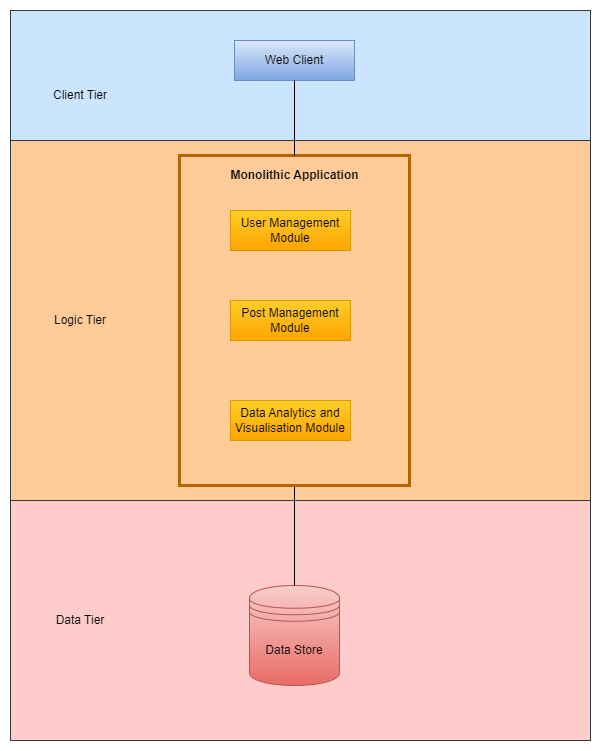 Web Client
Client Tier
Monolithic Application
User Management
Module
Post Management
Module
Logic Tier
Data Analytics and
Visualisation Module
Data Tier
Data Store